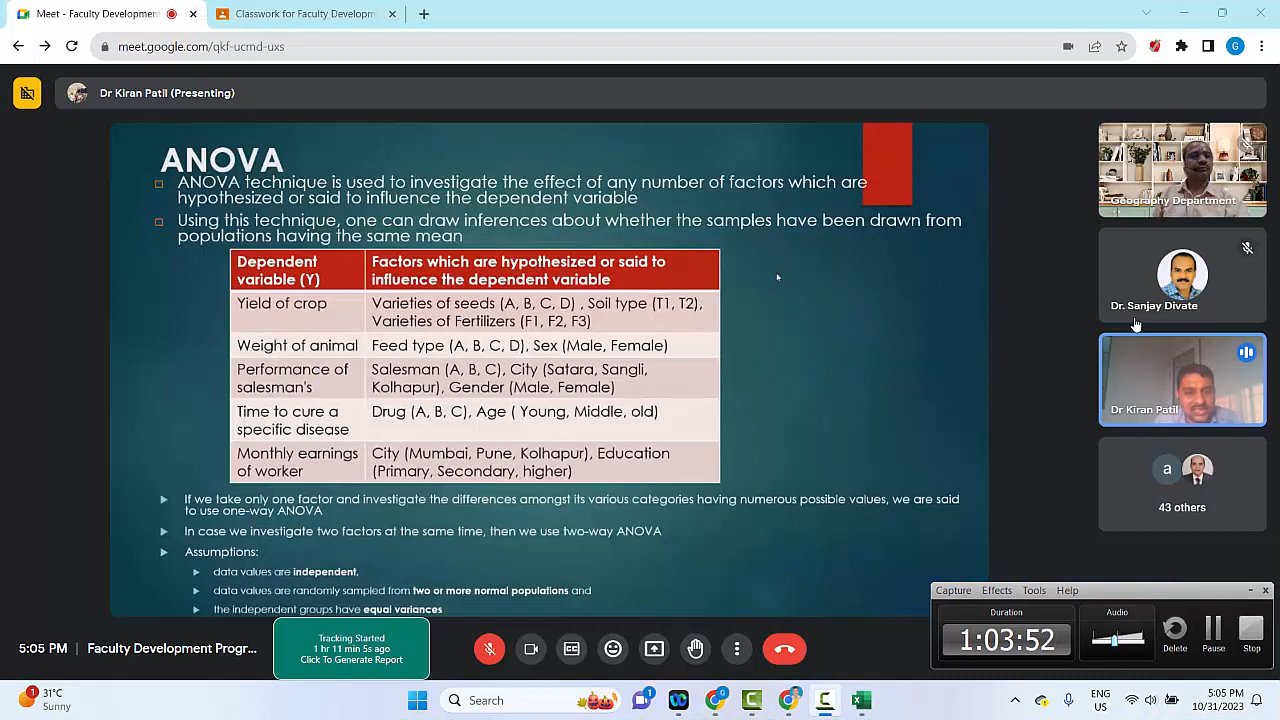 Meet - Faculty Developmen
Classwork for Faculty Developm
meet.google.com/qkf-ucmd-uxs
G
Dr Kiran Patil (Presenting)
ANOVA
ANOVA technique is used to investigate the effect of any number of factors which are
hypothesized or said to influence the dependent variable
Using this technique, one can draw inferences about whether the samples have been drawn from
populations having the same mean
Dependent variable (Y)
Factors which are hypothesized or said to
influence the dependent variable
Yield of crop
Varieties of seeds (A, B, C, D) , Soil type (T1, T2),
Varieties of Fertilizers (F1, F2, F3)
Weight of animal
Feed type (A, B, C, D), Sex (Male, Female)
Performance of
salesman's
Salesman (A, B, C), City (Satara, Sangli,
Kolhapur), Gender (Male, Female)
Time to cure a
specific disease
Drug (A, B, C), Age ( Young, Middle, old)
Monthly earnings
of worker
City (Mumbai, Pune, Kolhapur), Education
(Primary, Secondary, higher)
If we take only one factor and investigate the differences amongst its various categories having numerous possible values, we are said
to use one-way ANOVA
In case we investigate two factors at the same time, then we use two-way ANOVA
Assumptions:
data values are independent,
data values are randomly sampled from two or more normal populations and
the independent groups have equal variances
Geography Department
Dr. Sanjay Divate
Dr Kiran Patil
a
43 others
Capture Effects Tools Help
Duration
Audio
1:03:52
Delete Pause Stop
5:05 PM | Faculty Development Progr...
Tracking Started
1 hr 11 min 5s ago
Click To Generate Report
1
31°C
Sunny
Search
1
G
ENG
US
5:05 PM
10/31/2023